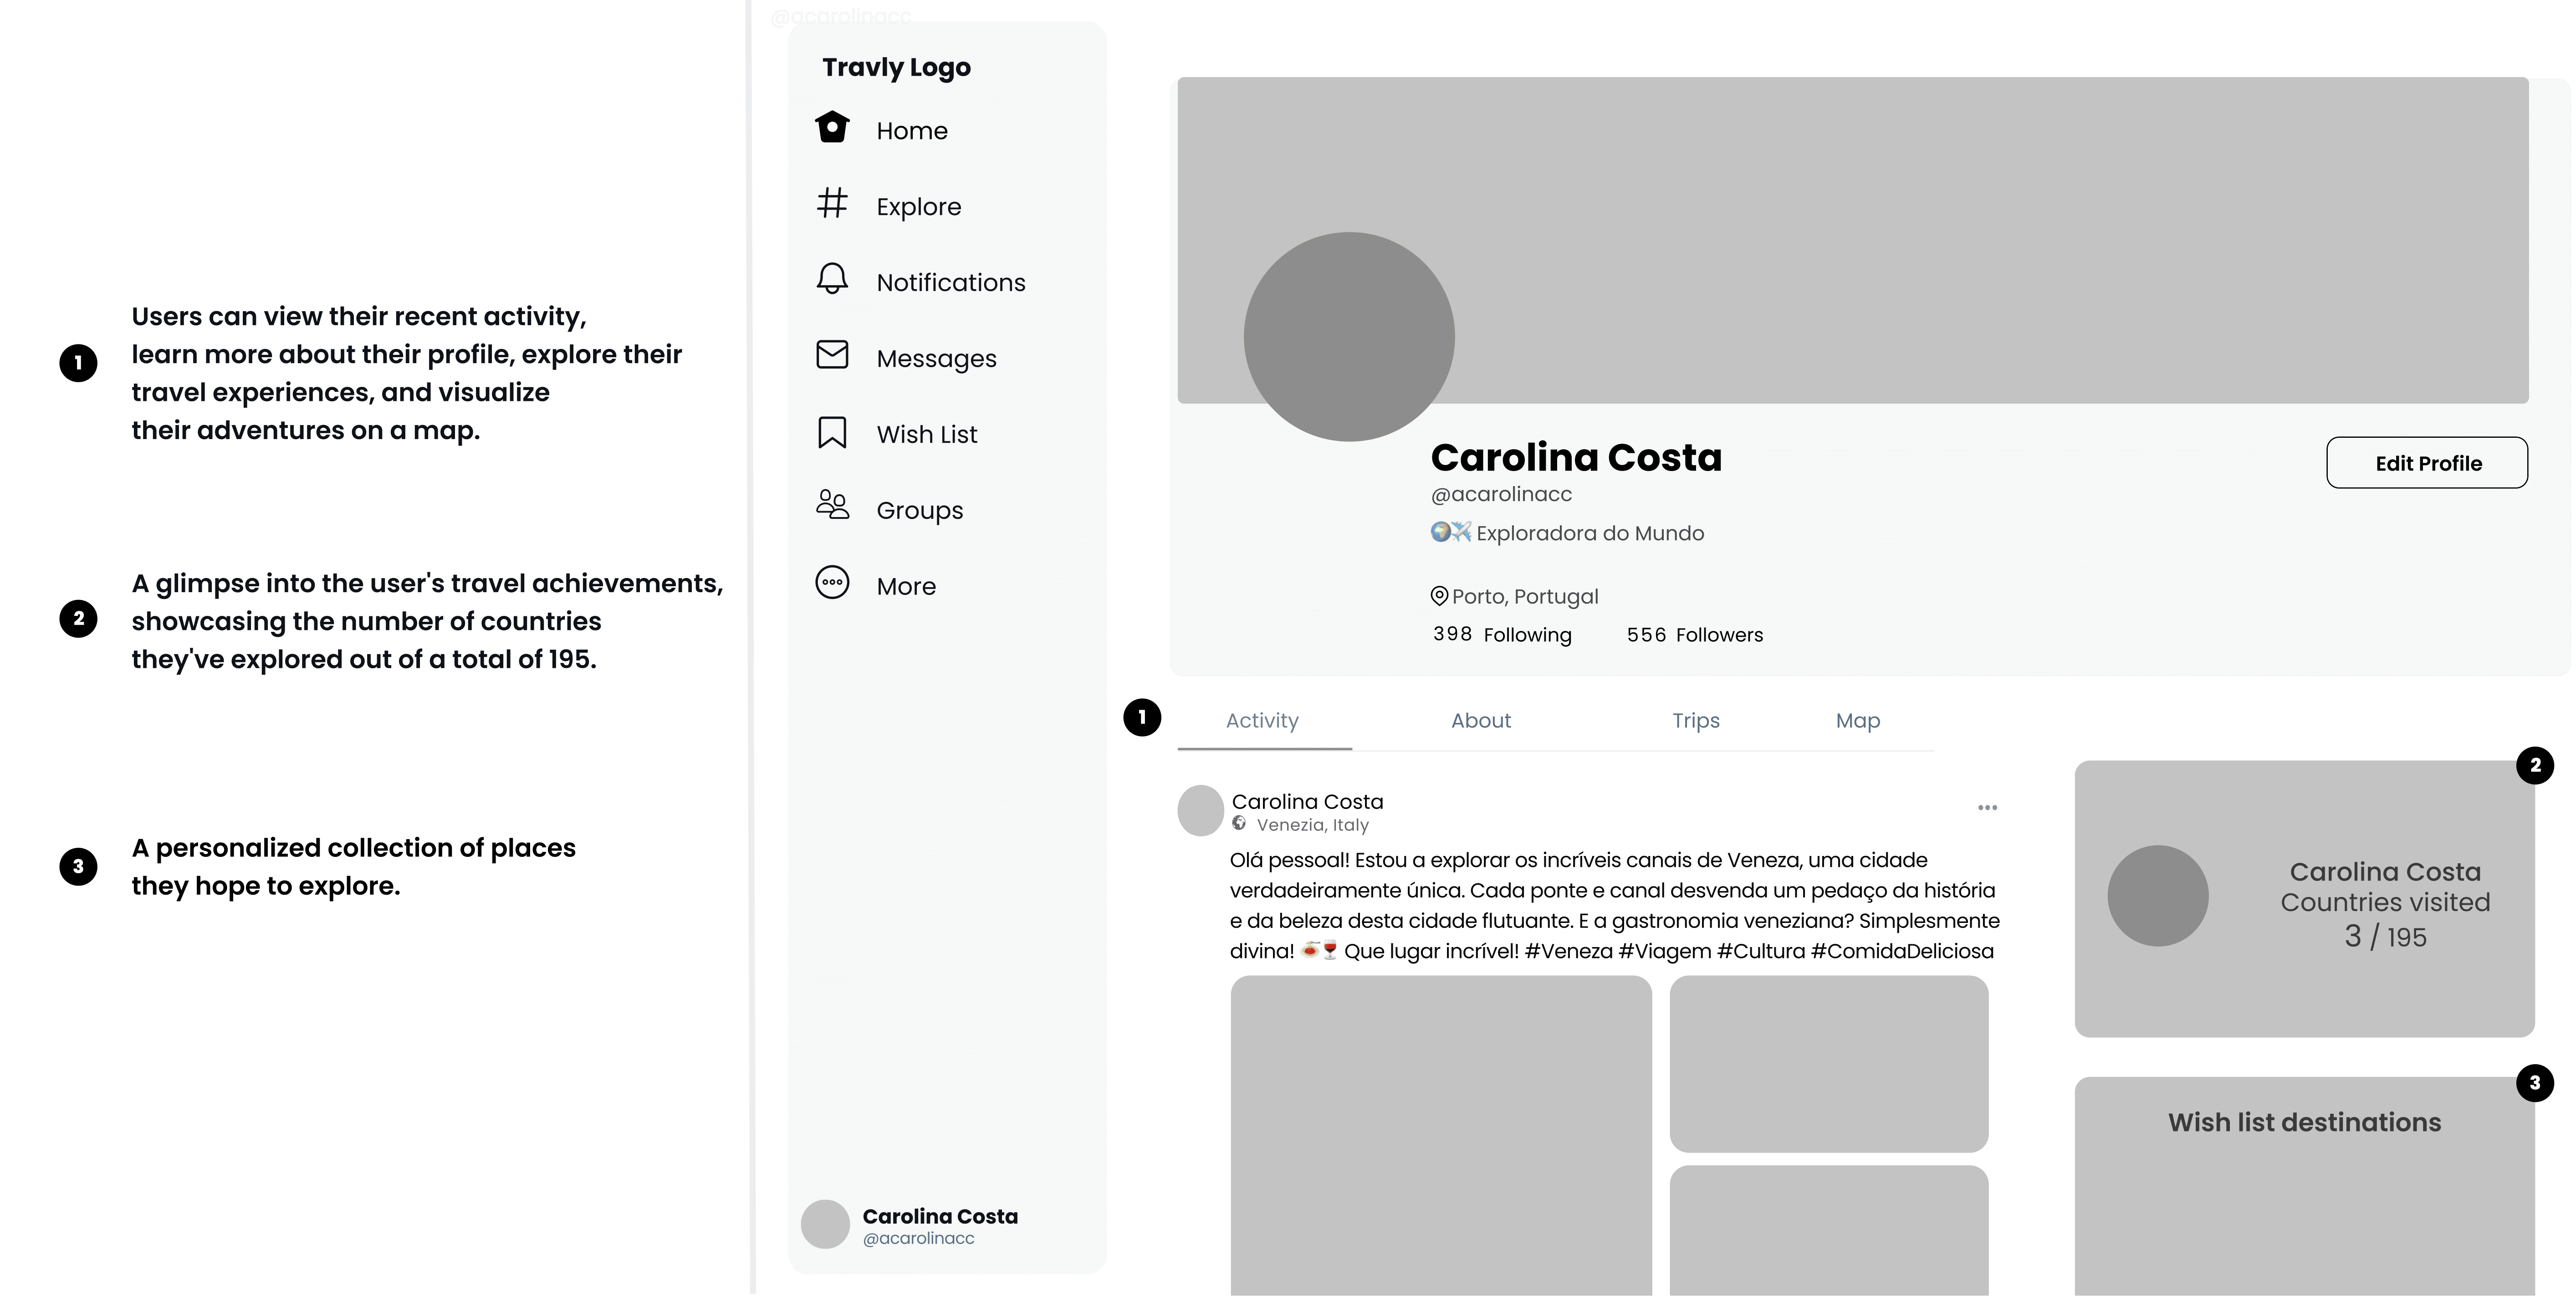 1
Users can view their recent activity,
learn more about their profile, explore their
travel experiences, and visualize
their adventures on a map.
2
A glimpse into the user's travel achievements,
showcasing the number of countries
they've explored out of a total of 195.
3
A personalized collection of places
they hope to explore.
@acarolinacc
Travly Logo
Home
Explore
Notifications
Messages
Wish List
Groups
More
Carolina Costa
@acarolinacc
Carolina Costa
Edit Profile
@acarolinacc
🌍✈️ Exploradora do Mundo
Porto, Portugal
398 Following 556 Followers
1
Activity About Trips Map
Carolina Costa
Venezia, Italy
Olá pessoal! Estou a explorar os incríveis canais de Veneza, uma cidade
verdadeiramente única. Cada ponte e canal desvenda um pedaço da história
e da beleza desta cidade flutuante. E a gastronomia veneziana? Simplesmente
divina! 🍝🍷 Que lugar incrível! #Veneza #Viagem #Cultura #ComidaDeliciosa
2
Carolina Costa
Countries visited
3 / 195
3
Wish list destinations